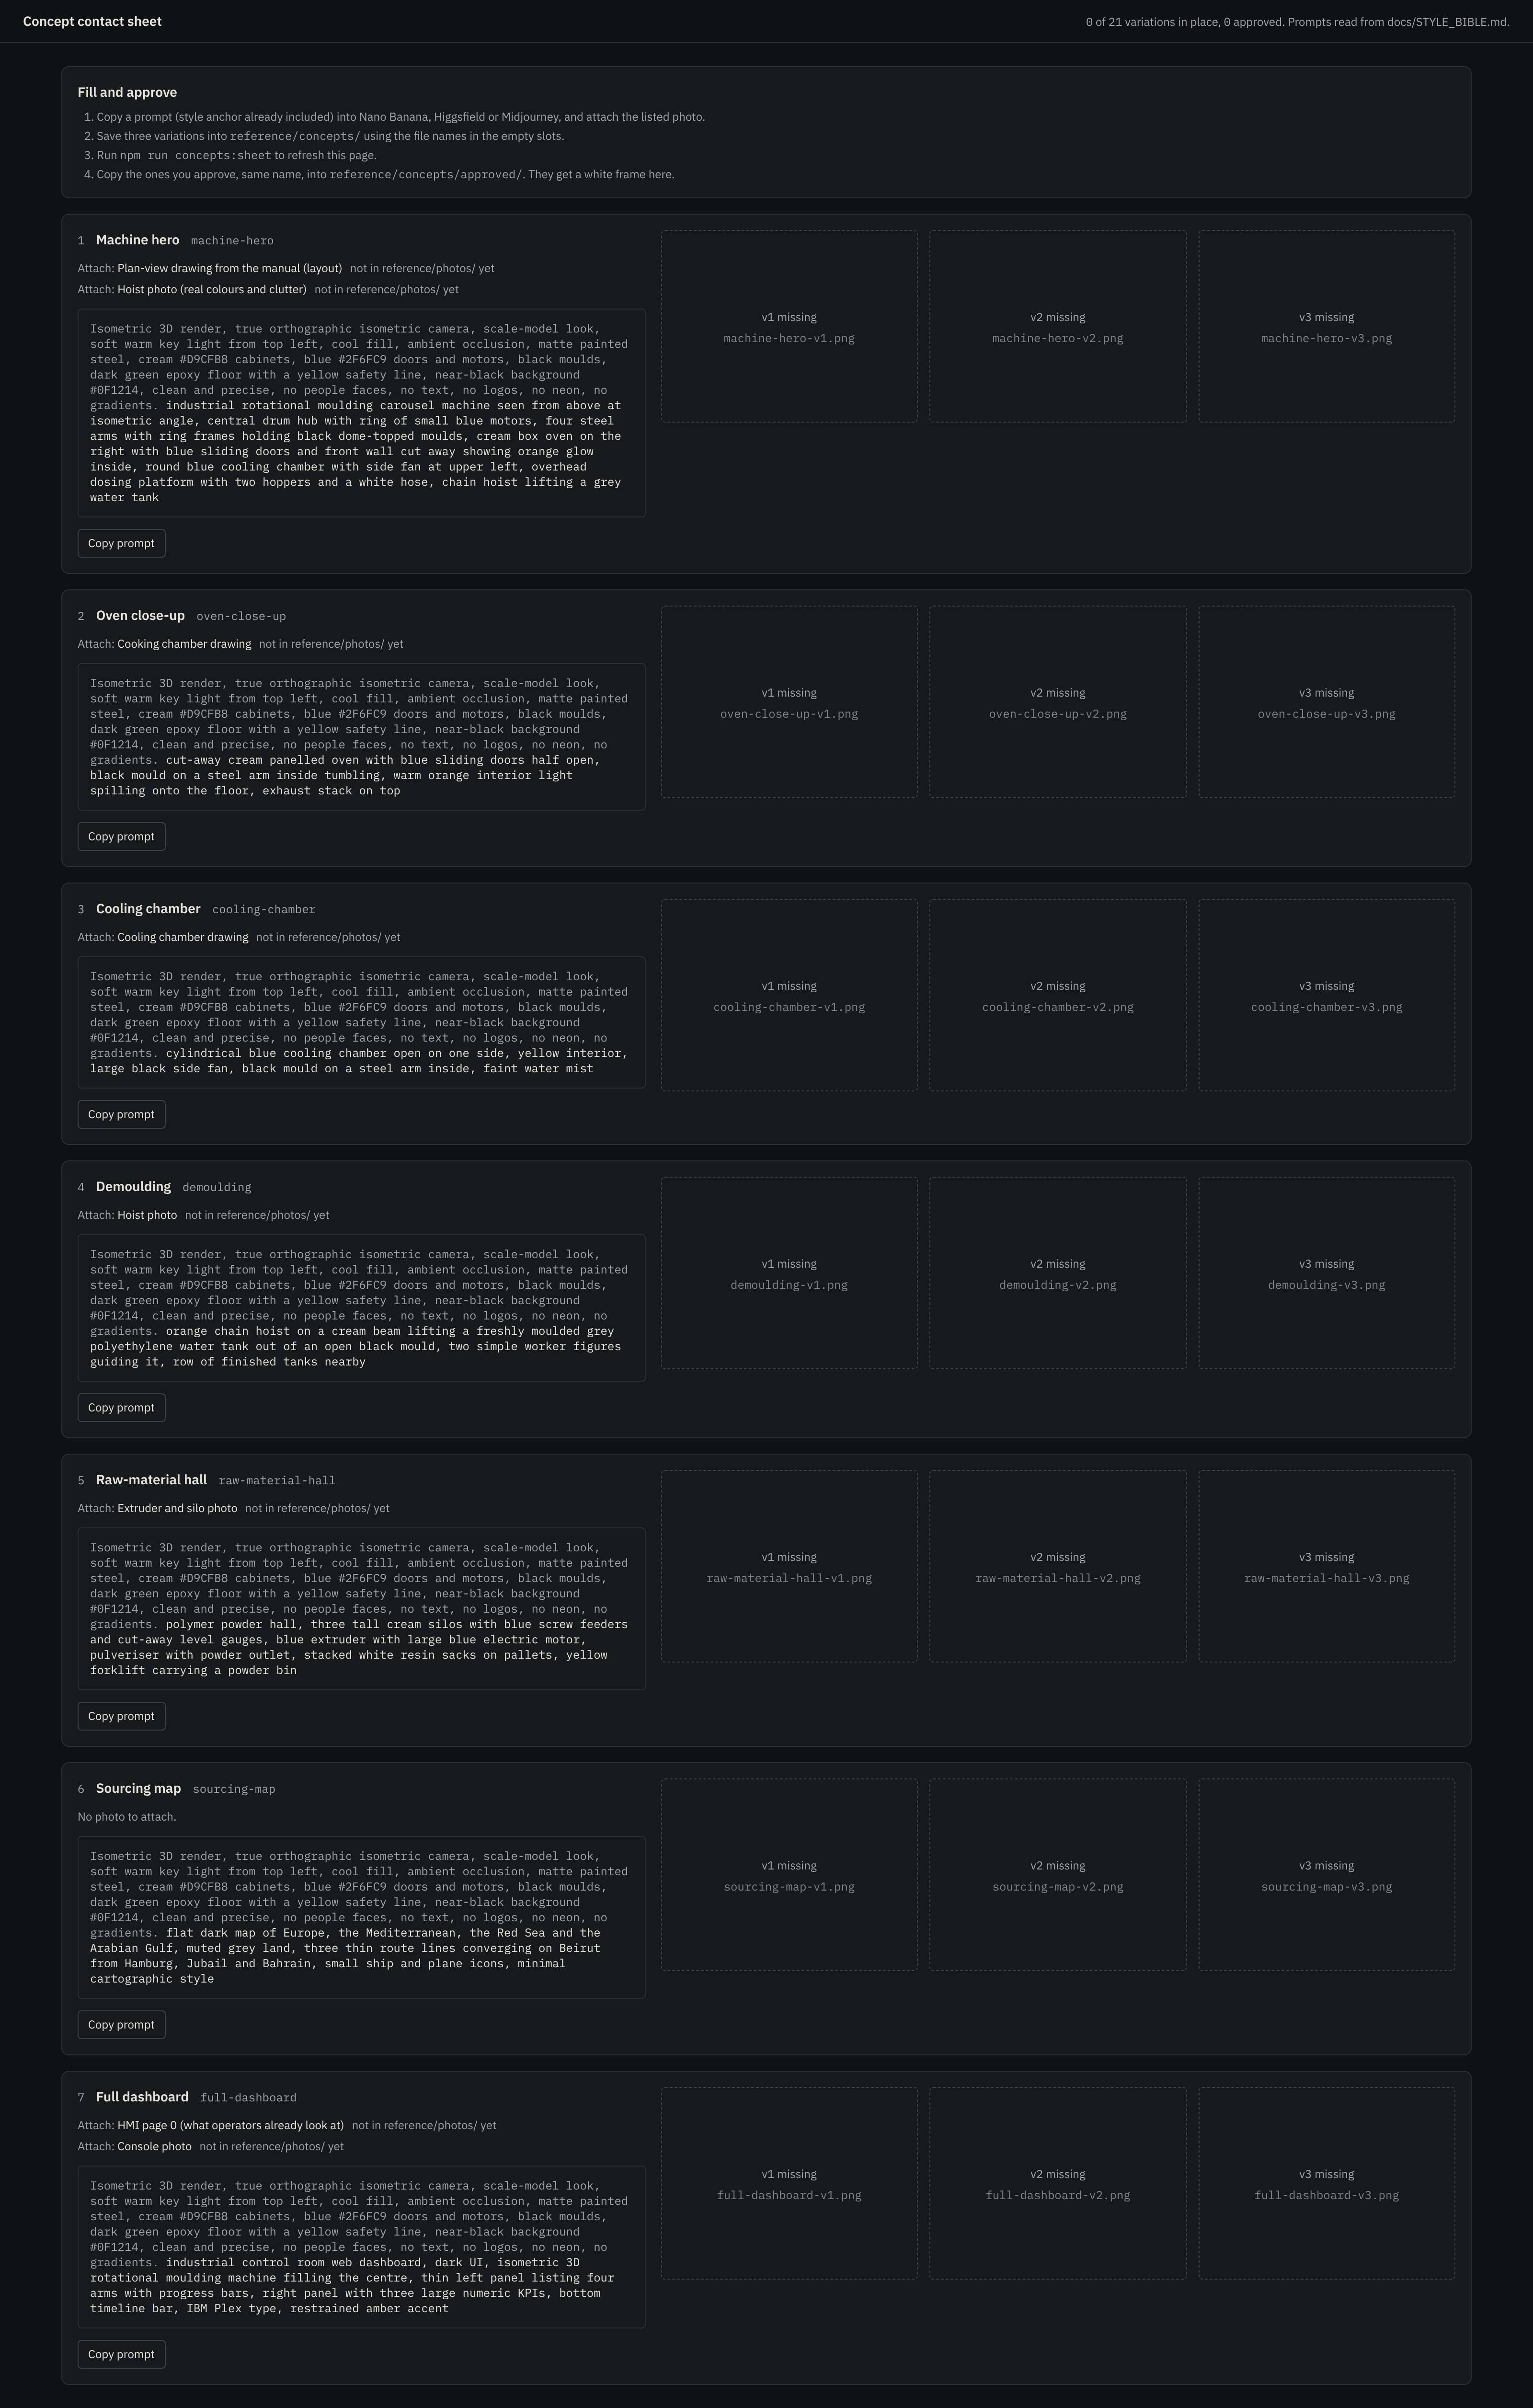 Concept contact sheet
0 of 21 variations in place, 0 approved. Prompts read from docs/STYLE_BIBLE.md.
Fill and approve
1. Copy a prompt (style anchor already included) into Nano Banana, Higgsfield or Midjourney, and attach the listed photo.
2. Save three variations into reference/concepts/ using the file names in the empty slots.
3. Run npm run concepts:sheet to refresh this page.
4. Copy the ones you approve, same name, into reference/concepts/approved/. They get a white frame here.
1 Machine hero machine-hero
Attach: Plan-view drawing from the manual (layout) not in reference/photos/ yet
Attach: Hoist photo (real colours and clutter) not in reference/photos/ yet
Isometric 3D render, true orthographic isometric camera, scale-model look,
soft warm key light from top left, cool fill, ambient occlusion, matte painted
steel, cream #D9CFB8 cabinets, blue #2F6FC9 doors and motors, black moulds,
dark green epoxy floor with a yellow safety line, near-black background
#0F1214, clean and precise, no people faces, no text, no logos, no neon, no
gradients. industrial rotational moulding carousel machine seen from above at
isometric angle, central drum hub with ring of small blue motors, four steel
arms with ring frames holding black dome-topped moulds, cream box oven on the
right with blue sliding doors and front wall cut away showing orange glow
inside, round blue cooling chamber with side fan at upper left, overhead
dosing platform with two hoppers and a white hose, chain hoist lifting a grey
water tank
Copy prompt
v1 missing
machine-hero-v1.png
v2 missing
machine-hero-v2.png
v3 missing
machine-hero-v3.png
2 Oven close-up oven-close-up
Attach: Cooking chamber drawing not in reference/photos/ yet
Isometric 3D render, true orthographic isometric camera, scale-model look,
soft warm key light from top left, cool fill, ambient occlusion, matte painted
steel, cream #D9CFB8 cabinets, blue #2F6FC9 doors and motors, black moulds,
dark green epoxy floor with a yellow safety line, near-black background
#0F1214, clean and precise, no people faces, no text, no logos, no neon, no
gradients. cut-away cream panelled oven with blue sliding doors half open,
black mould on a steel arm inside tumbling, warm orange interior light
spilling onto the floor, exhaust stack on top
Copy prompt
v1 missing
oven-close-up-v1.png
v2 missing
oven-close-up-v2.png
v3 missing
oven-close-up-v3.png
3 Cooling chamber cooling-chamber
Attach: Cooling chamber drawing not in reference/photos/ yet
Isometric 3D render, true orthographic isometric camera, scale-model look,
soft warm key light from top left, cool fill, ambient occlusion, matte painted
steel, cream #D9CFB8 cabinets, blue #2F6FC9 doors and motors, black moulds,
dark green epoxy floor with a yellow safety line, near-black background
#0F1214, clean and precise, no people faces, no text, no logos, no neon, no
gradients. cylindrical blue cooling chamber open on one side, yellow interior,
large black side fan, black mould on a steel arm inside, faint water mist
Copy prompt
v1 missing
cooling-chamber-v1.png
v2 missing
cooling-chamber-v2.png
v3 missing
cooling-chamber-v3.png
4 Demoulding demoulding
Attach: Hoist photo not in reference/photos/ yet
Isometric 3D render, true orthographic isometric camera, scale-model look,
soft warm key light from top left, cool fill, ambient occlusion, matte painted
steel, cream #D9CFB8 cabinets, blue #2F6FC9 doors and motors, black moulds,
dark green epoxy floor with a yellow safety line, near-black background
#0F1214, clean and precise, no people faces, no text, no logos, no neon, no
gradients. orange chain hoist on a cream beam lifting a freshly moulded grey
polyethylene water tank out of an open black mould, two simple worker figures
guiding it, row of finished tanks nearby
Copy prompt
v1 missing
demoulding-v1.png
v2 missing
demoulding-v2.png
v3 missing
demoulding-v3.png
5 Raw-material hall raw-material-hall
Attach: Extruder and silo photo not in reference/photos/ yet
Isometric 3D render, true orthographic isometric camera, scale-model look,
soft warm key light from top left, cool fill, ambient occlusion, matte painted
steel, cream #D9CFB8 cabinets, blue #2F6FC9 doors and motors, black moulds,
dark green epoxy floor with a yellow safety line, near-black background
#0F1214, clean and precise, no people faces, no text, no logos, no neon, no
gradients. polymer powder hall, three tall cream silos with blue screw feeders
and cut-away level gauges, blue extruder with large blue electric motor,
pulveriser with powder outlet, stacked white resin sacks on pallets, yellow
forklift carrying a powder bin
Copy prompt
v1 missing
raw-material-hall-v1.png
v2 missing
raw-material-hall-v2.png
v3 missing
raw-material-hall-v3.png
6 Sourcing map sourcing-map
No photo to attach.
Isometric 3D render, true orthographic isometric camera, scale-model look,
soft warm key light from top left, cool fill, ambient occlusion, matte painted
steel, cream #D9CFB8 cabinets, blue #2F6FC9 doors and motors, black moulds,
dark green epoxy floor with a yellow safety line, near-black background
#0F1214, clean and precise, no people faces, no text, no logos, no neon, no
gradients. flat dark map of Europe, the Mediterranean, the Red Sea and the
Arabian Gulf, muted grey land, three thin route lines converging on Beirut
from Hamburg, Jubail and Bahrain, small ship and plane icons, minimal
cartographic style
Copy prompt
v1 missing
sourcing-map-v1.png
v2 missing
sourcing-map-v2.png
v3 missing
sourcing-map-v3.png
7 Full dashboard full-dashboard
Attach: HMI page 0 (what operators already look at) not in reference/photos/ yet
Attach: Console photo not in reference/photos/ yet
Isometric 3D render, true orthographic isometric camera, scale-model look,
soft warm key light from top left, cool fill, ambient occlusion, matte painted
steel, cream #D9CFB8 cabinets, blue #2F6FC9 doors and motors, black moulds,
dark green epoxy floor with a yellow safety line, near-black background
#0F1214, clean and precise, no people faces, no text, no logos, no neon, no
gradients. industrial control room web dashboard, dark UI, isometric 3D
rotational moulding machine filling the centre, thin left panel listing four
arms with progress bars, right panel with three large numeric KPIs, bottom
timeline bar, IBM Plex type, restrained amber accent
Copy prompt
v1 missing
full-dashboard-v1.png
v2 missing
full-dashboard-v2.png
v3 missing
full-dashboard-v3.png